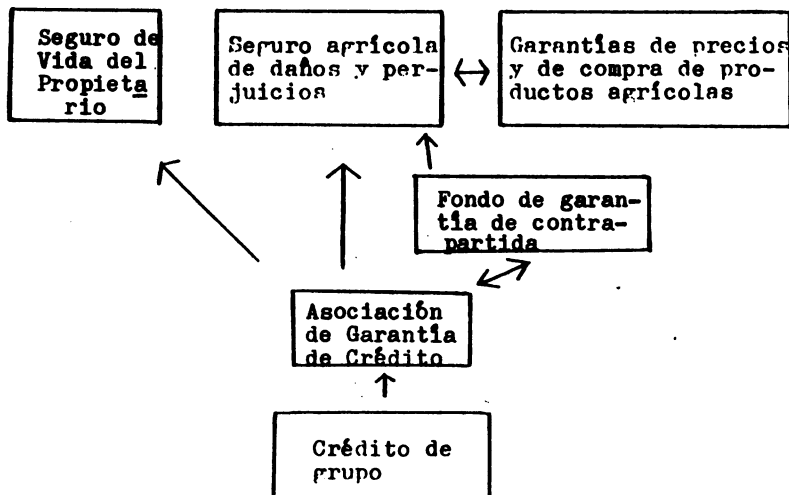 Seguro de
Vida del
Propieta
rio
Seguro agrícola
de daños y per-
juicios
Garantías de precios
y de compra de pro-
ductos agrícolas
Fondo de garan-
tía de contra-
partida
Asociación
de Garantía
de Crédito
Crédito de
grupo